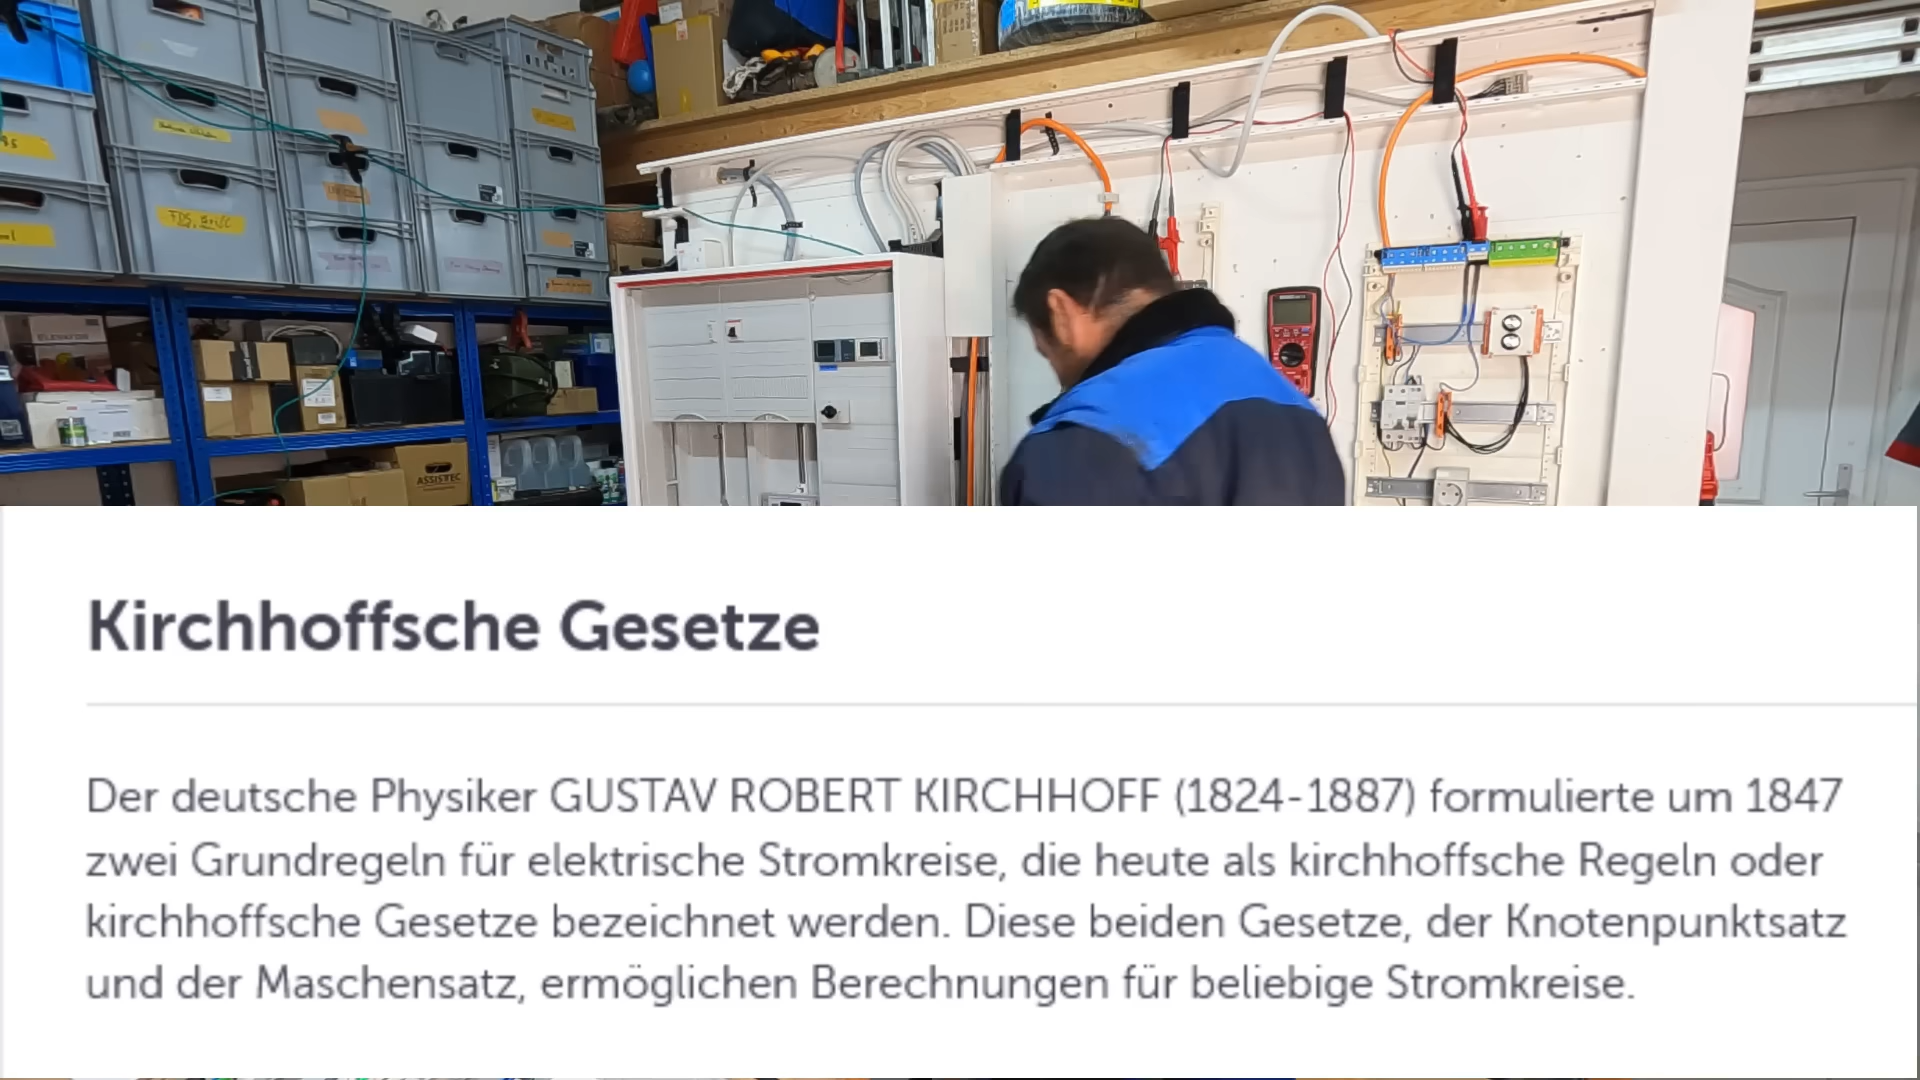 ASSISTEC
Kirchhoffsche Gesetze
Der deutsche Physiker GUSTAV ROBERT KIRCHHOFF (1824-1887) formulierte um 1847
zwei Grundregeln für elektrische Stromkreise, die heute als kirchhoffsche Regeln oder
kirchhoffsche Gesetze bezeichnet werden. Diese beiden Gesetze, der Knotenpunktsatz
und der Maschensatz, ermöglichen Berechnungen für beliebige Stromkreise.